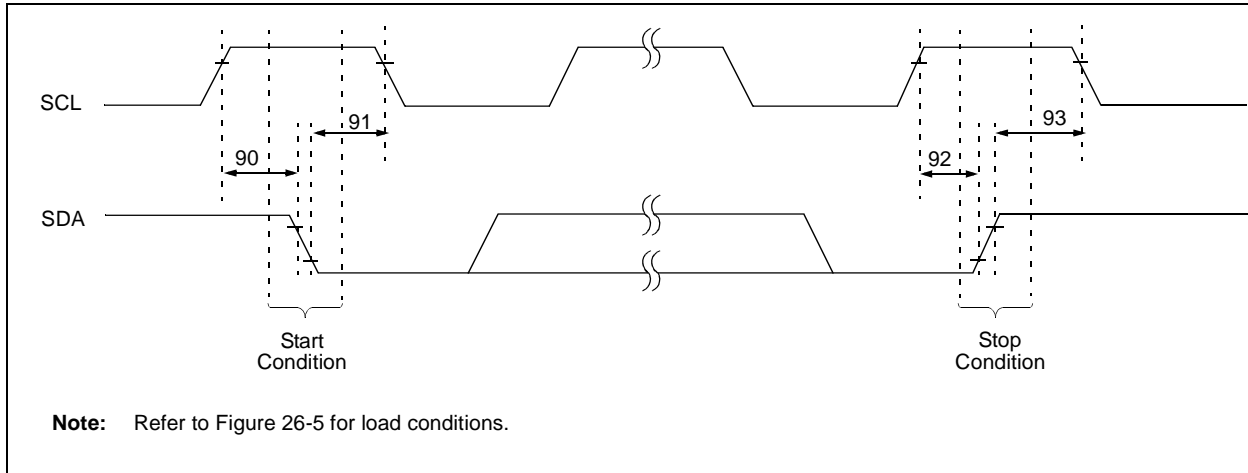 SCL
91
93
90
92
SDA
Start
Condition
Stop
Condition
Note: Refer to Figure 26-5 for load conditions.